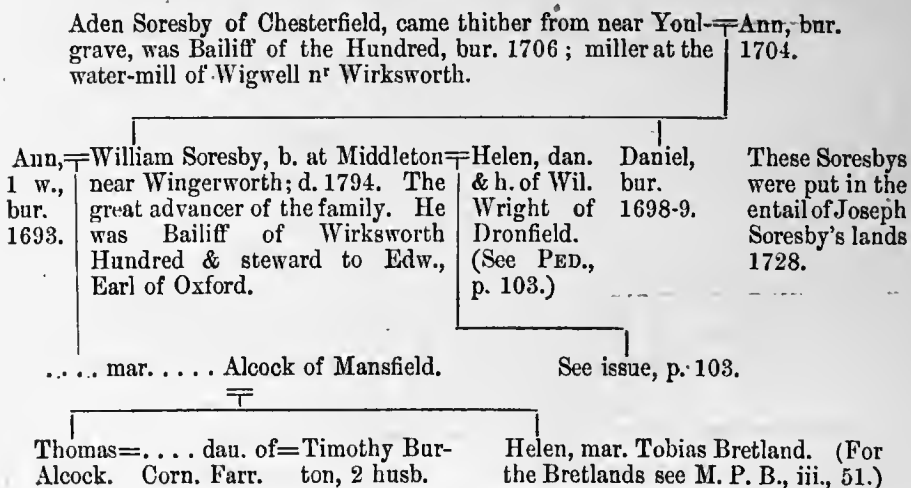 Aden Soresby of Chesterfield, came thither from near Youl-=Ann, bur.
grave, was Bailiff of the Hundred, bur. 1706; miller at the 1704.
water-mill of Wigwell nr Wirksworth.
Ann,=William Soresby, b. at Middleton=Helen, dau. Daniel, These Soresbys
1 w., near Wingerworth; d. 1794. The & h. of Wil. bur. were put in the
bur. great advancer of the family. He Wright of 1698-9. entail of Joseph
1693. was Bailiff of Wirksworth Dronfield. Soresby's lands
Hundred & steward to Edw., (See PED., 1728.
Earl of Oxford. p. 103.)
..... mar..... Alcock of Mansfield. See issue, p. 103.
Thomas=.... dau. of=Timothy Bur- Helen, mar. Tobias Bretland. (For
Alcock. Corn. Farr. ton, 2 husb. the Bretlands see M. P. B., iii., 51.)